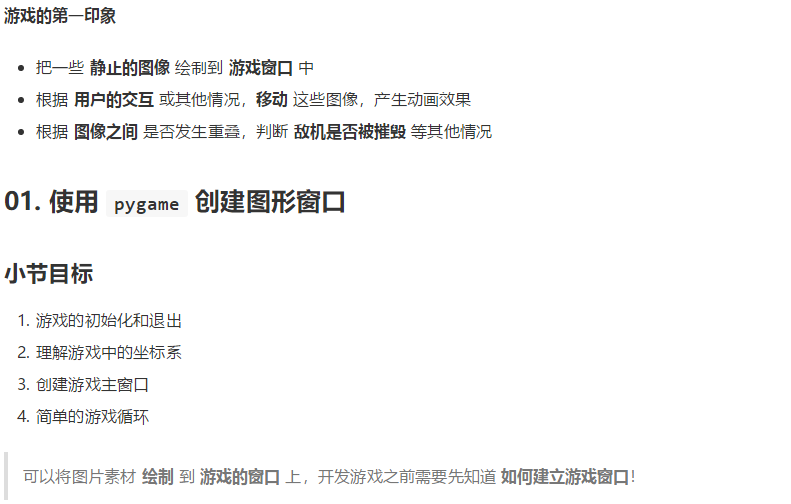 游戏的第一印象
把一些 静止的图像 绘制到 游戏窗口 中
根据 用户的交互 或其他情况，移动 这些图像，产生动画效果
根据 图像之间 是否发生重叠，判断 敌机是否被摧毁 等其他情况
01. 使用 pygame 创建图形窗口
小节目标
1. 游戏的初始化和退出
2. 理解游戏中的坐标系
3. 创建游戏主窗口
4. 简单的游戏循环
可以将图片素材 绘制 到 游戏的窗口 上，开发游戏之前需要先知道 如何建立游戏窗口！